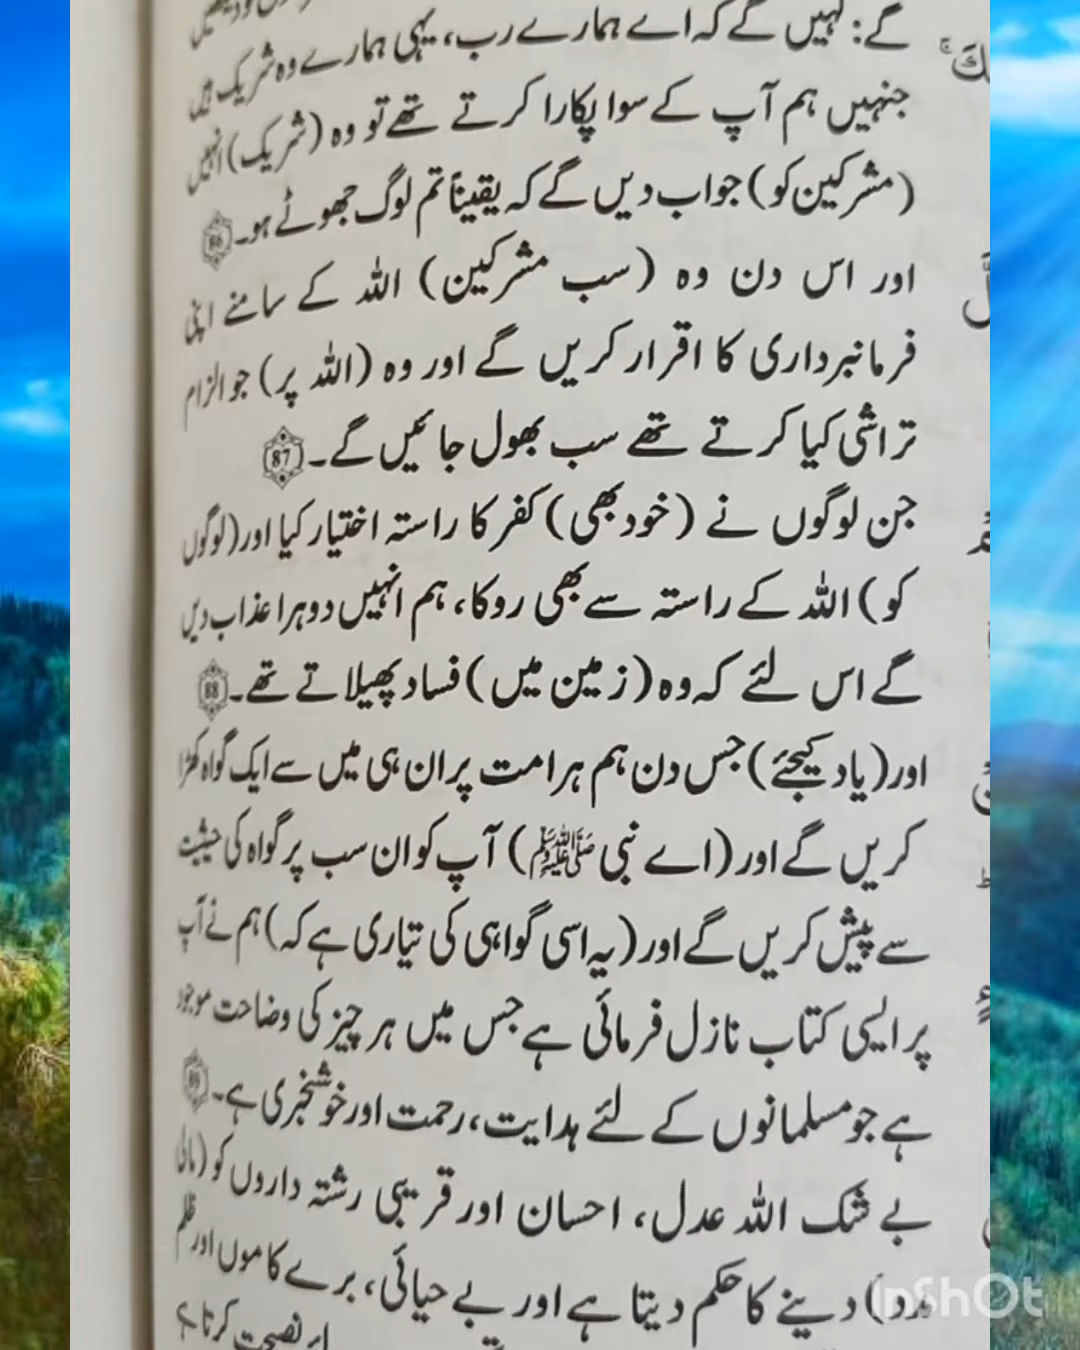 گے: کہیں گے کہ اے ہمارے رب، یہی ہمارے وہ شریک ہیں
جنہیں ہم آپ کے سوا پکارا کرتے تھے تو وہ (شریک) انہیں
(مشرکین کو) جواب دیں گے کہ یقیناً تم لوگ جھوٹے ہو۔ 86
اور اس دن وہ (سب مشرکین) اللہ کے سامنے اپنی
فرمانبرداری کا اقرار کریں گے اور وہ (اللہ پر) جو الزام
تراشی کیا کرتے تھے سب بھول جائیں گے۔ 87
جن لوگوں نے (خود بھی) کفر کا راستہ اختیار کیا اور (لوگوں
کو) اللہ کے راستہ سے بھی روکا، ہم انہیں دوہرا عذاب دیں
گے اس لئے کہ وہ (زمین میں) فساد پھیلاتے تھے۔ 88
اور (یاد کیجئے) جس دن ہم ہر امت پر ان ہی میں سے ایک گواہ کھڑا
کریں گے اور (اے نبی ﷺ) آپ کو ان سب پر گواہ کی حیثیت
سے پیش کریں گے اور (یہ اسی گواہی کی تیاری ہے کہ) ہم نے آپ
پر ایسی کتاب نازل فرمائی ہے جس میں ہر چیز کی وضاحت موجود
ہے جو مسلمانوں کے لئے ہدایت، رحمت اور خوشخبری ہے۔ 89
بے شک اللہ عدل، احسان اور قریبی رشتہ داروں کو (مالی
مدد) دینے کا حکم دیتا ہے اور بے حیائی، برے کاموں اور ظلم
نصیحت کرتا ہے
InShOt